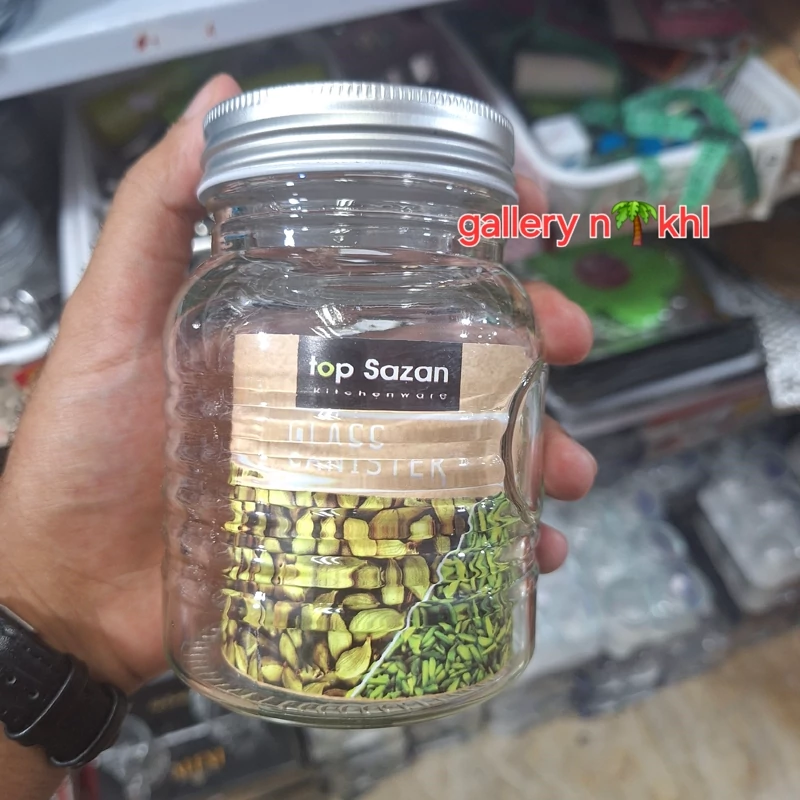 gallery n🌴khl
top Sazan
kitchenware
GLASS
CANISTER